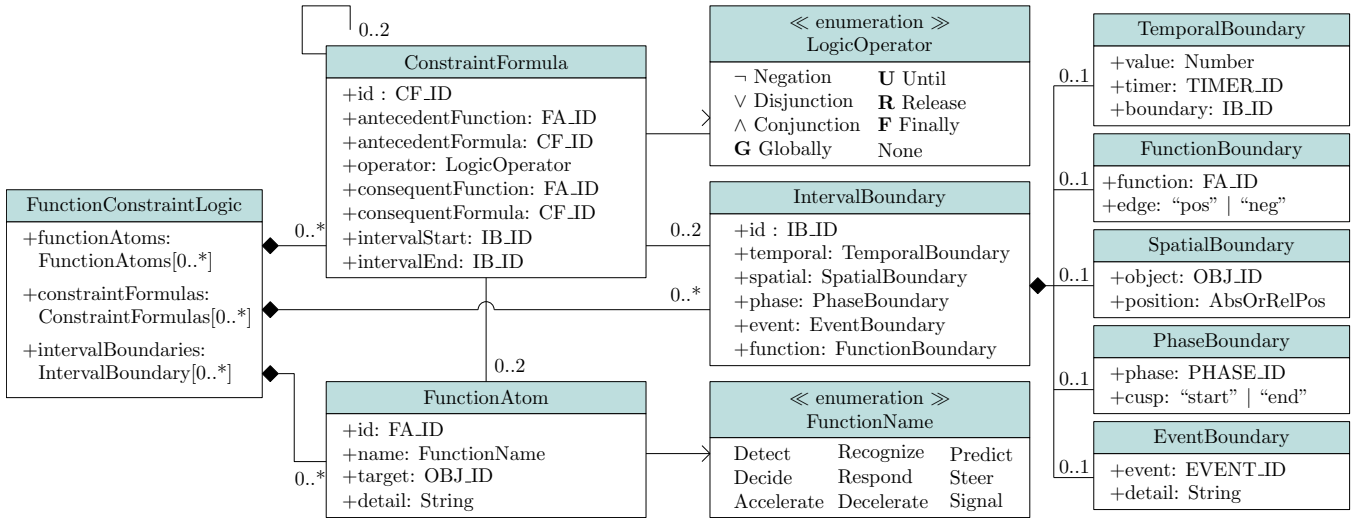 0..2
ConstraintFormula
+id : CF_ID
+antecedentFunction: FA_ID
+antecedentFormula: CF_ID
+operator: LogicOperator
+consequentFunction: FA_ID
+consequentFormula: CF_ID
+intervalStart: IB_ID
+intervalEnd: IB_ID
≪ enumeration ≫
LogicOperator
¬ Negation U Until
∨ Disjunction R Release
∧ Conjunction F Finally
G Globally None
FunctionConstraintLogic
+functionAtoms:
FunctionAtoms[0..*]
+constraintFormulas:
ConstraintFormulas[0..*]
+intervalBoundaries:
IntervalBoundary[0..*]
0..*
0..2
0..*
0..2
0..*
IntervalBoundary
+id : IB_ID
+temporal: TemporalBoundary
+spatial: SpatialBoundary
+phase: PhaseBoundary
+event: EventBoundary
+function: FunctionBoundary
FunctionAtom
+id: FA_ID
+name: FunctionName
+target: OBJ_ID
+detail: String
≪ enumeration ≫
FunctionName
Detect Recognize Predict
Decide Respond Steer
Accelerate Decelerate Signal
0..1
TemporalBoundary
+value: Number
+timer: TIMER_ID
+boundary: IB_ID
0..1
FunctionBoundary
+function: FA_ID
+edge: “pos” | “neg”
0..1
SpatialBoundary
+object: OBJ_ID
+position: AbsOrRelPos
0..1
PhaseBoundary
+phase: PHASE_ID
+cusp: “start” | “end”
0..1
EventBoundary
+event: EVENT_ID
+detail: String